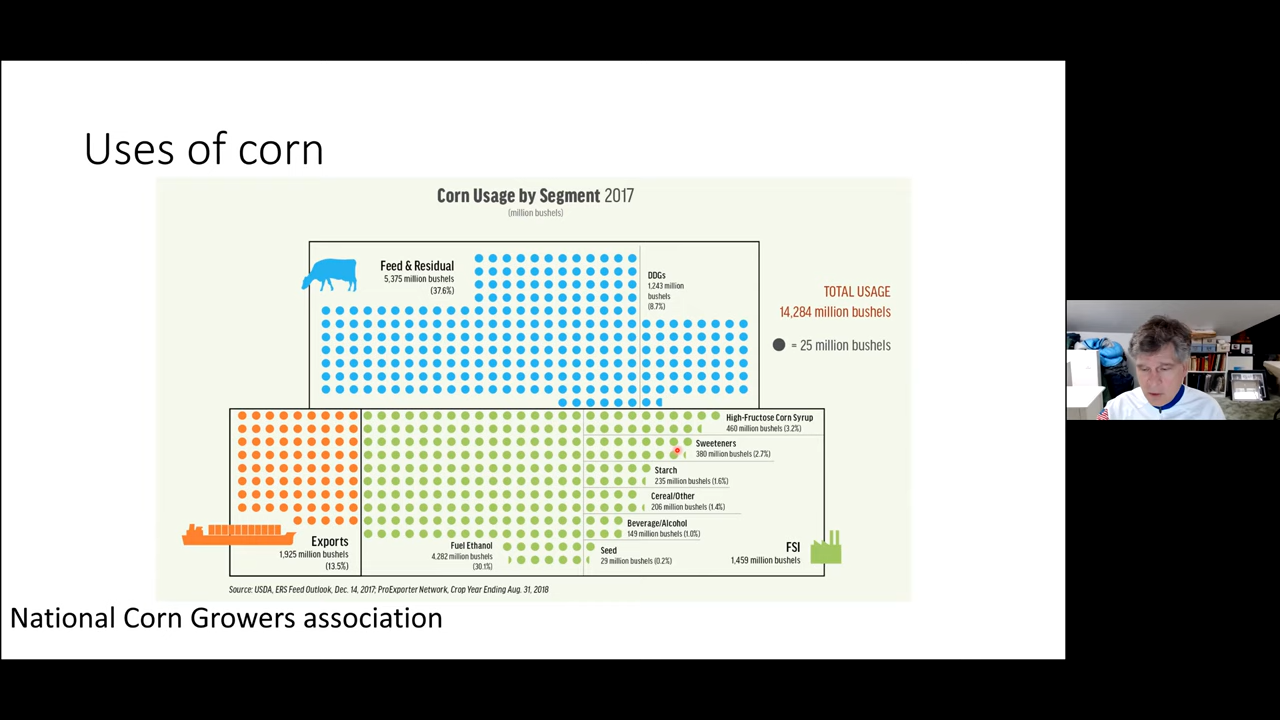 Uses of corn
Corn Usage by Segment 2017
(million bushels)
Feed & Residual
5,375 million bushels
(37.6%)
DDGs
1,243 million
bushels
(8.7%)
TOTAL USAGE
14,284 million bushels
= 25 million bushels
High-Fructose Corn Syrup
460 million bushels (3.2%)
Sweeteners
380 million bushels (2.7%)
Starch
235 million bushels (1.6%)
Cereal/Other
206 million bushels (1.4%)
Beverage/Alcohol
149 million bushels (1.0%)
Seed
29 million bushels (0.2%)
Exports
1,925 million bushels
(13.5%)
Fuel Ethanol
4,282 million bushels
(30.1%)
FSI
1,459 million bushels
Source: USDA, ERS Feed Outlook, Dec. 14, 2017; ProExporter Network, Crop Year Ending Aug. 31, 2018
National Corn Growers association